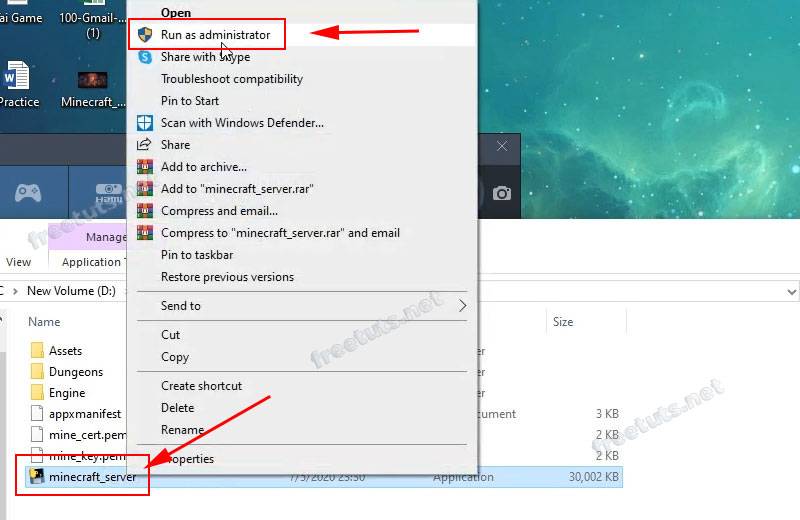 Open
Run as administrator
Share with Skype
Troubleshoot compatibility
Pin to Start
Scan with Windows Defender...
Share
Add to archive...
Add to "minecraft_server.rar"
Compress and email...
Compress to "minecraft_server.rar" and email
Pin to taskbar
Restore previous versions
Send to
Cut
Copy
Create shortcut
Delete
Rename
Properties
ai Game
100-Gmail-...
(1)
Practice
Minecraft_...
Manage
View
Application T
New Volume (D:)
Name
Size
Assets
Dungeons
Engine
appxmanifest
cument
3 KB
mine_cert.pem
2 KB
mine_key.pem
2 KB
minecraft_server
7/5/2020 23:30
Application
30,002 KB
freetuts.net
freetuts.net
freetuts.net